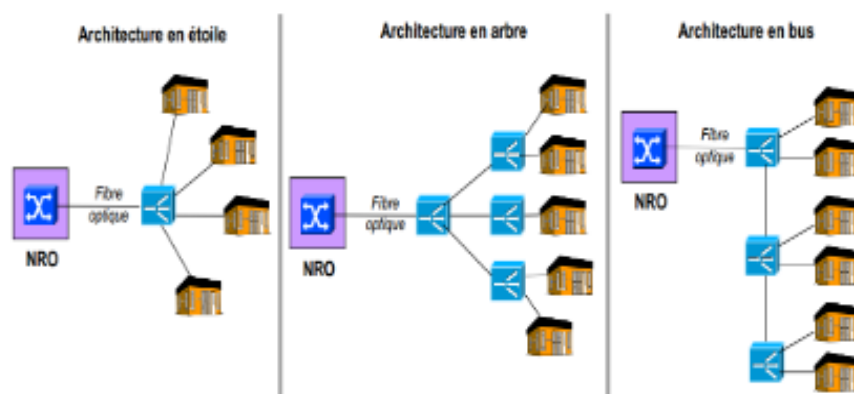 Architecture en étoile
Fibre
optique
NRO
Architecture en arbre
Fibre
optique
NRO
Architecture en bus
Fibre
optique
NRO